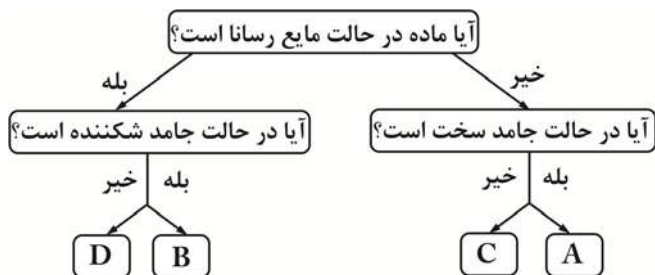 آیا ماده در حالت مایع رسانا است؟
خیر
بله
آیا در حالت جامد سخت است؟
آیا در حالت جامد شکننده است؟
بله
خیر
بله
خیر
A
C
B
D